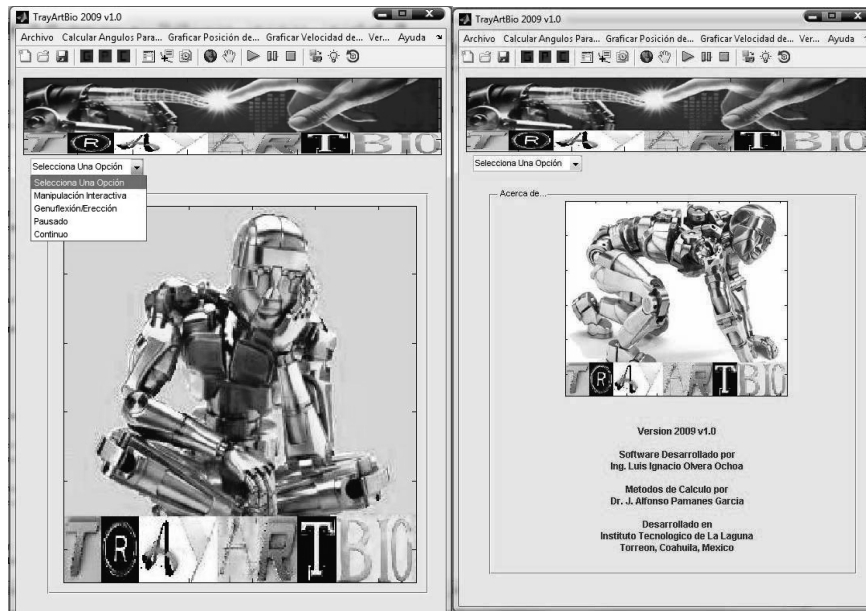 TrayArtBio 2009 v1.0
Archivo Calcular Angulos Para... Graficar Posición de... Graficar Velocidad de... Ver... Ayuda
G P C
TRAYARTBIO
Selecciona Una Opción
Selecciona Una Opción
Manipulación Interactiva
Genuflexión/Erección
Pausado
Continuo
TRAYARTBIO
TrayArtBio 2009 v1.0
Archivo Calcular Angulos Para... Graficar Posición de... Graficar Velocidad de... Ver... Ayuda
G P C
TRAYARTBIO
Selecciona Una Opción
Acerca de...
TRAYARTBIO
Version 2009 v1.0
Software Desarrollado por
Ing. Luis Ignacio Olvera Ochoa
Metodos de Calculo por
Dr. J. Alfonso Pamanes Garcia
Desarrollado en
Instituto Tecnologico de La Laguna
Torreon, Coahuila, Mexico